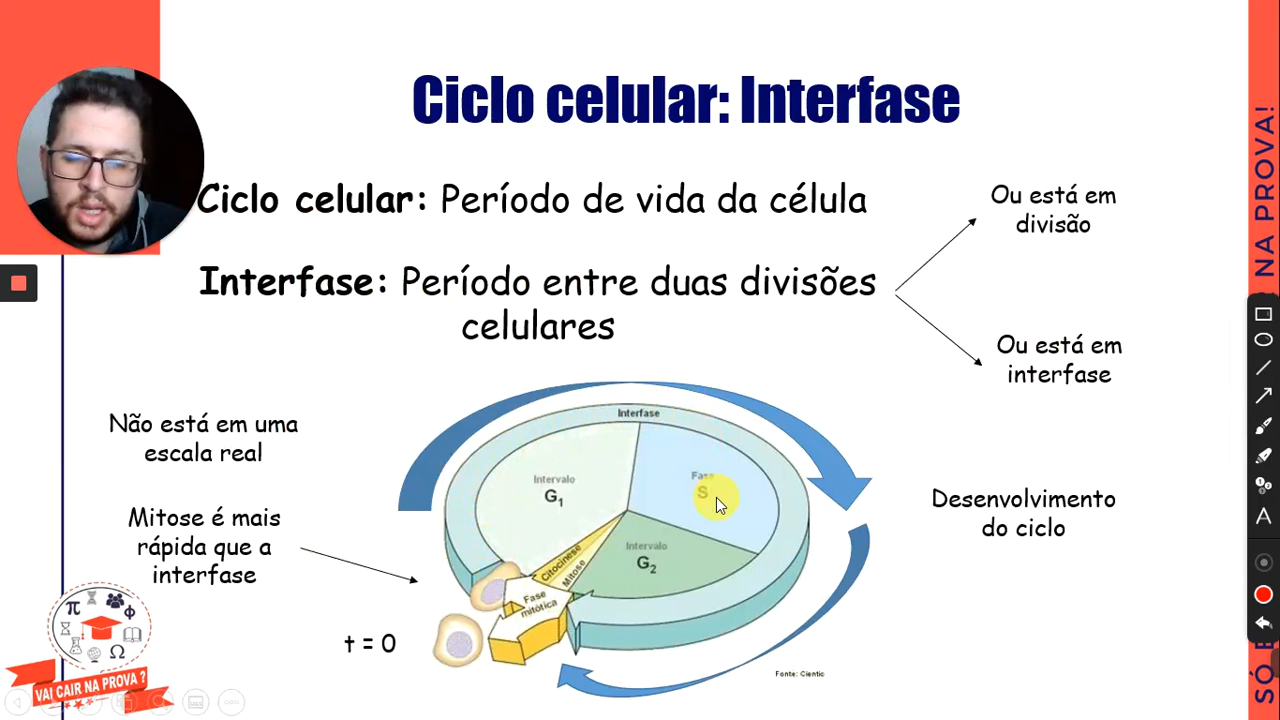 Ciclo celular: Interfase
Ciclo celular: Período de vida da célula
Ou está em
divisão
Interfase: Período entre duas divisões
celulares
Ou está em
interfase
Não está em uma
escala real
Mitose é mais
rápida que a
interfase
t = 0
Interfase
Intervalo
G1
Fase
S
Intervalo
G2
Citocinese
Mitose
Fase
mitótica
Desenvolvimento
do ciclo
Fonte: Cientic
VAI CAIR NA PROVA ?
NA PROVA!
SÓ